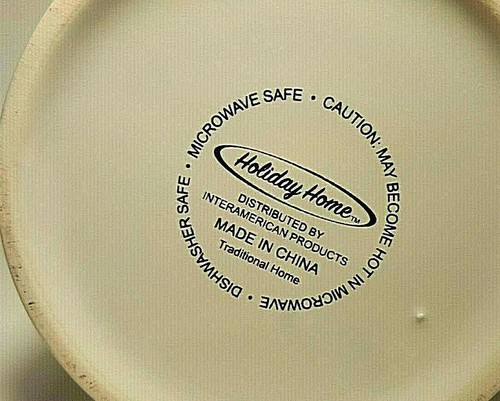 MICROWAVE SAFE • CAUTION: MAY BECOME HOT IN MICROWAVE • DISHWASHER SAFE •
Holiday Home™
DISTRIBUTED BY
INTERAMERICAN PRODUCTS
MADE IN CHINA
Traditional Home